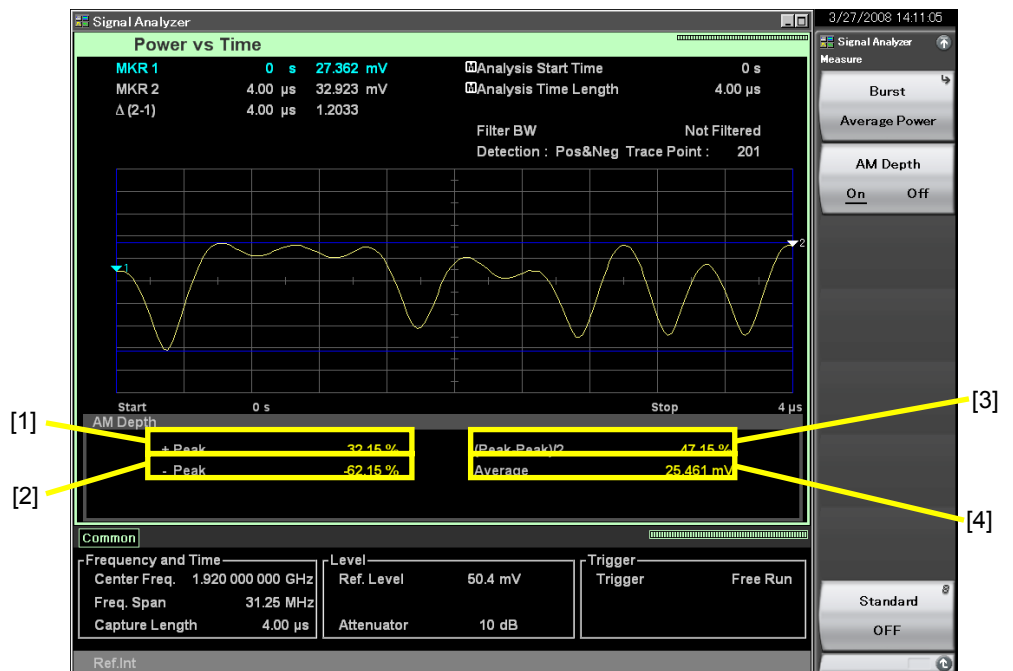 Signal Analyzer
3/27/2008 14:11:05
Power vs Time
MKR 1 0 s 27.362 mV
MKR 2 4.00 µs 32.923 mV
Δ (2-1) 4.00 µs 1.2033
M Analysis Start Time 0 s
M Analysis Time Length 4.00 µs
Filter BW Not Filtered
Detection : Pos&Neg Trace Point : 201
1
2
Start 0 s Stop 4 µs
AM Depth
+ Peak 32.15 %
(Peak-Peak)/2 47.15 %
- Peak -62.15 %
Average 25.461 mV
[1]
[2]
[3]
[4]
Common
Frequency and Time
Center Freq. 1.920 000 000 GHz
Freq. Span 31.25 MHz
Capture Length 4.00 µs
Level
Ref. Level 50.4 mV
Attenuator 10 dB
Trigger
Trigger Free Run
Ref.Int
Signal Analyzer
Measure
Burst
Average Power
AM Depth
On Off
8
Standard
OFF